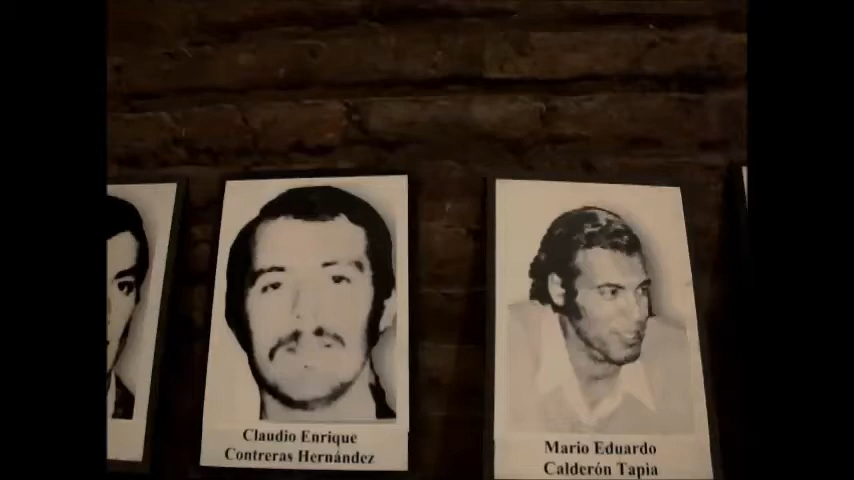 Claudio Enrique
Contreras Hernández
Mario Eduardo
Calderón Tapia